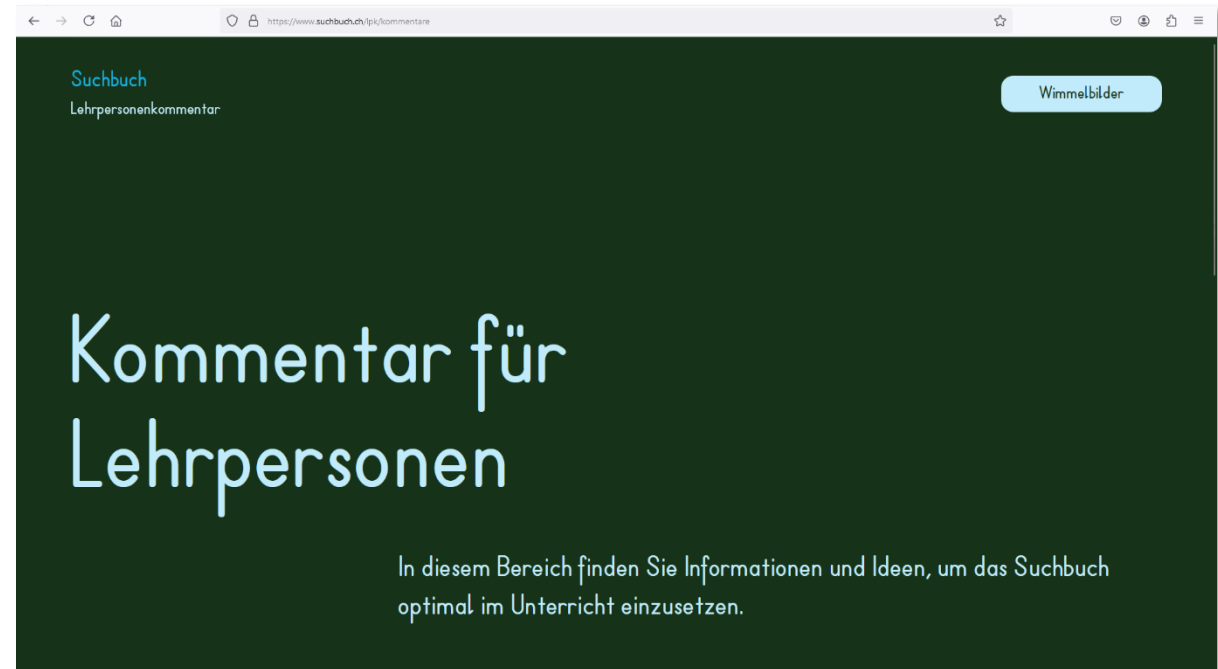 https://www.suchbuch.ch/lpk/kommentare
Suchbuch
Lehrpersonenkommentar
Wimmelbilder
Kommentar für
Lehrpersonen
In diesem Bereich finden Sie Informationen und Ideen, um das Suchbuch
optimal im Unterricht einzusetzen.